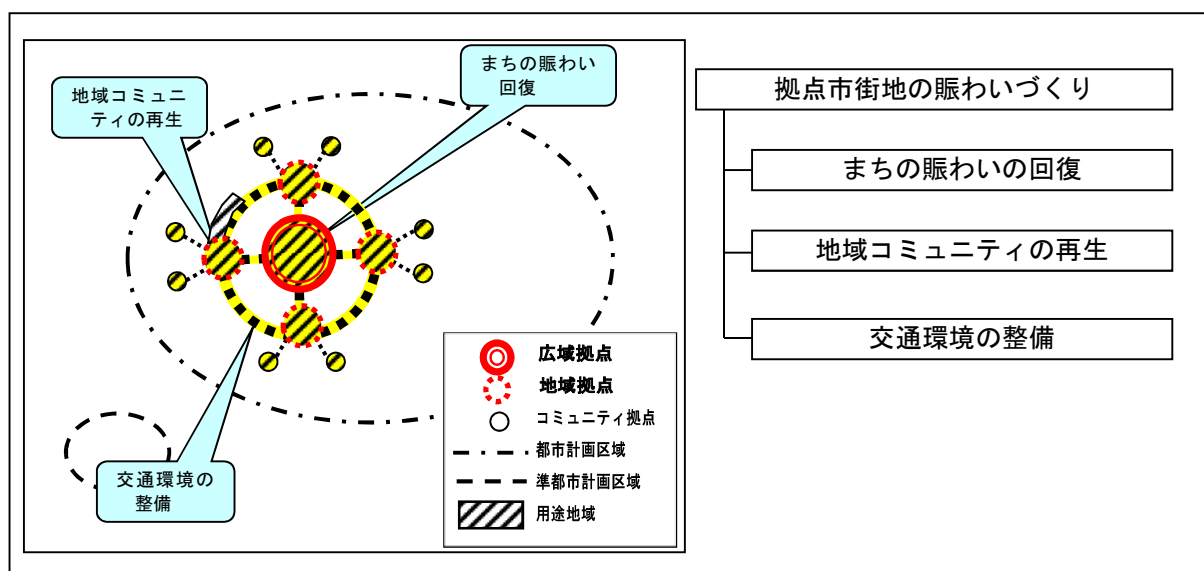 まちの賑わい
回復
地域コミュニ
ティの再生
交通環境の
整備
広域拠点
地域拠点
コミュニティ拠点
都市計画区域
準都市計画区域
用途地域
拠点市街地の賑わいづくり
まちの賑わいの回復
地域コミュニティの再生
交通環境の整備